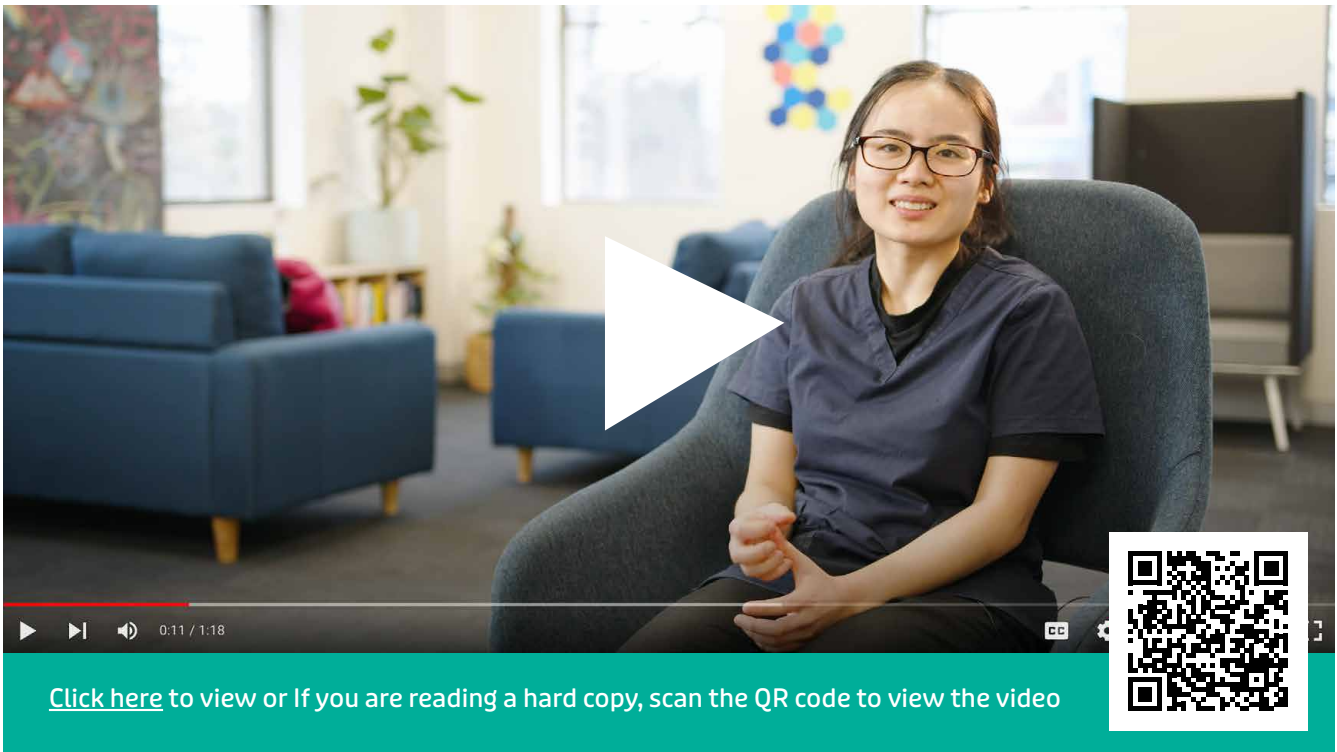 0:11 / 1:18
CC
Click here to view or If you are reading a hard copy, scan the QR code to view the video